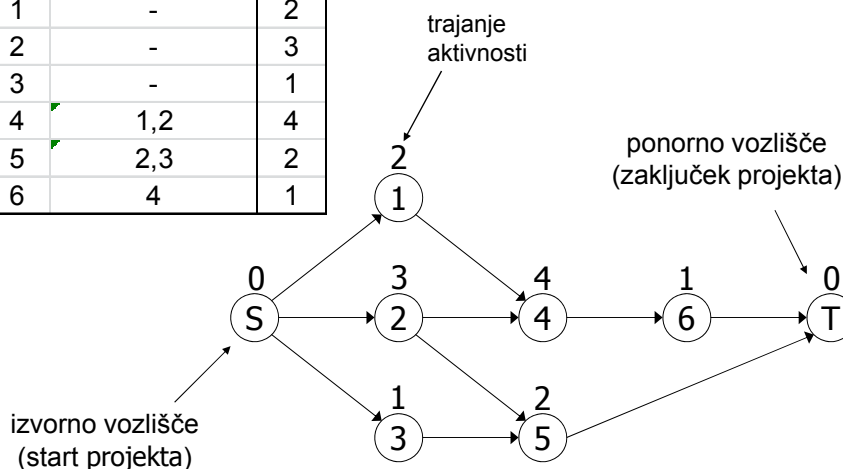 1 - 2
2 - 3
3 - 1
4 1,2 4
5 2,3 2
6 4 1
trajanje
aktivnosti
ponorno vozlišče
(zaključek projekta)
2
1
0
S
3
2
4
4
1
6
0
T
izvorno vozlišče
(start projekta)
1
3
2
5